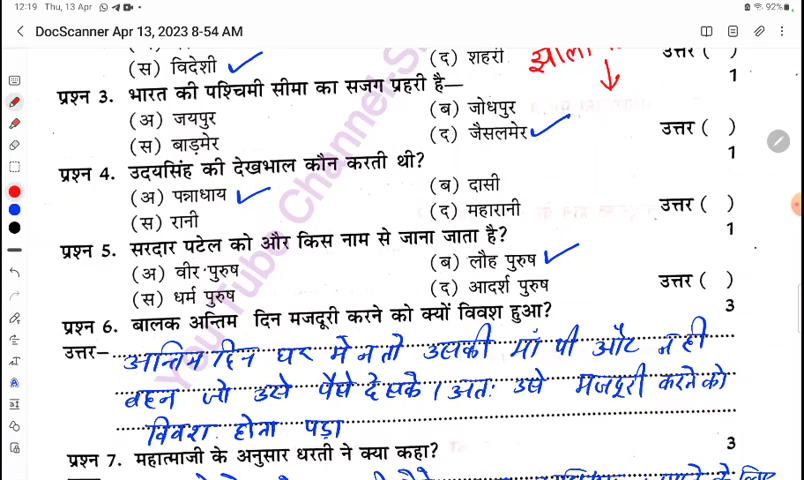 12:19 Thu, 13 Apr
92%
DocScanner Apr 13, 2023 8-54 AM
(स) विदेशी ✓ (द) शहरी उत्तर ( )
1
प्रश्न 3. भारत की पश्चिमी सीमा का सजग प्रहरी है—
(अ) जयपुर (ब) जोधपुर
(स) बाड़मेर (द) जैसलमेर ✓ उत्तर ( )
1
प्रश्न 4. उदयसिंह की देखभाल कौन करती थी?
(अ) पन्नाधाय ✓ (ब) दासी
(स) रानी (द) महारानी उत्तर ( )
1
प्रश्न 5. सरदार पटेल को और किस नाम से जाना जाता है?
(अ) वीर पुरुष (ब) लौह पुरुष ✓
(स) धर्म पुरुष (द) आदर्श पुरुष उत्तर ( )
3
प्रश्न 6. बालक अन्तिम दिन मजदूरी करने को क्यों विवश हुआ?
उत्तर– अन्तिम दिन घर मे न तो उसकी माँ थी और न ही
बहन जो उसे पैसे दे सके। अतः उसे मजदूरी करने को
विवश होना पड़ा
प्रश्न 7. महात्माजी के अनुसार धरती ने क्या कहा? 3
You Tube Channel